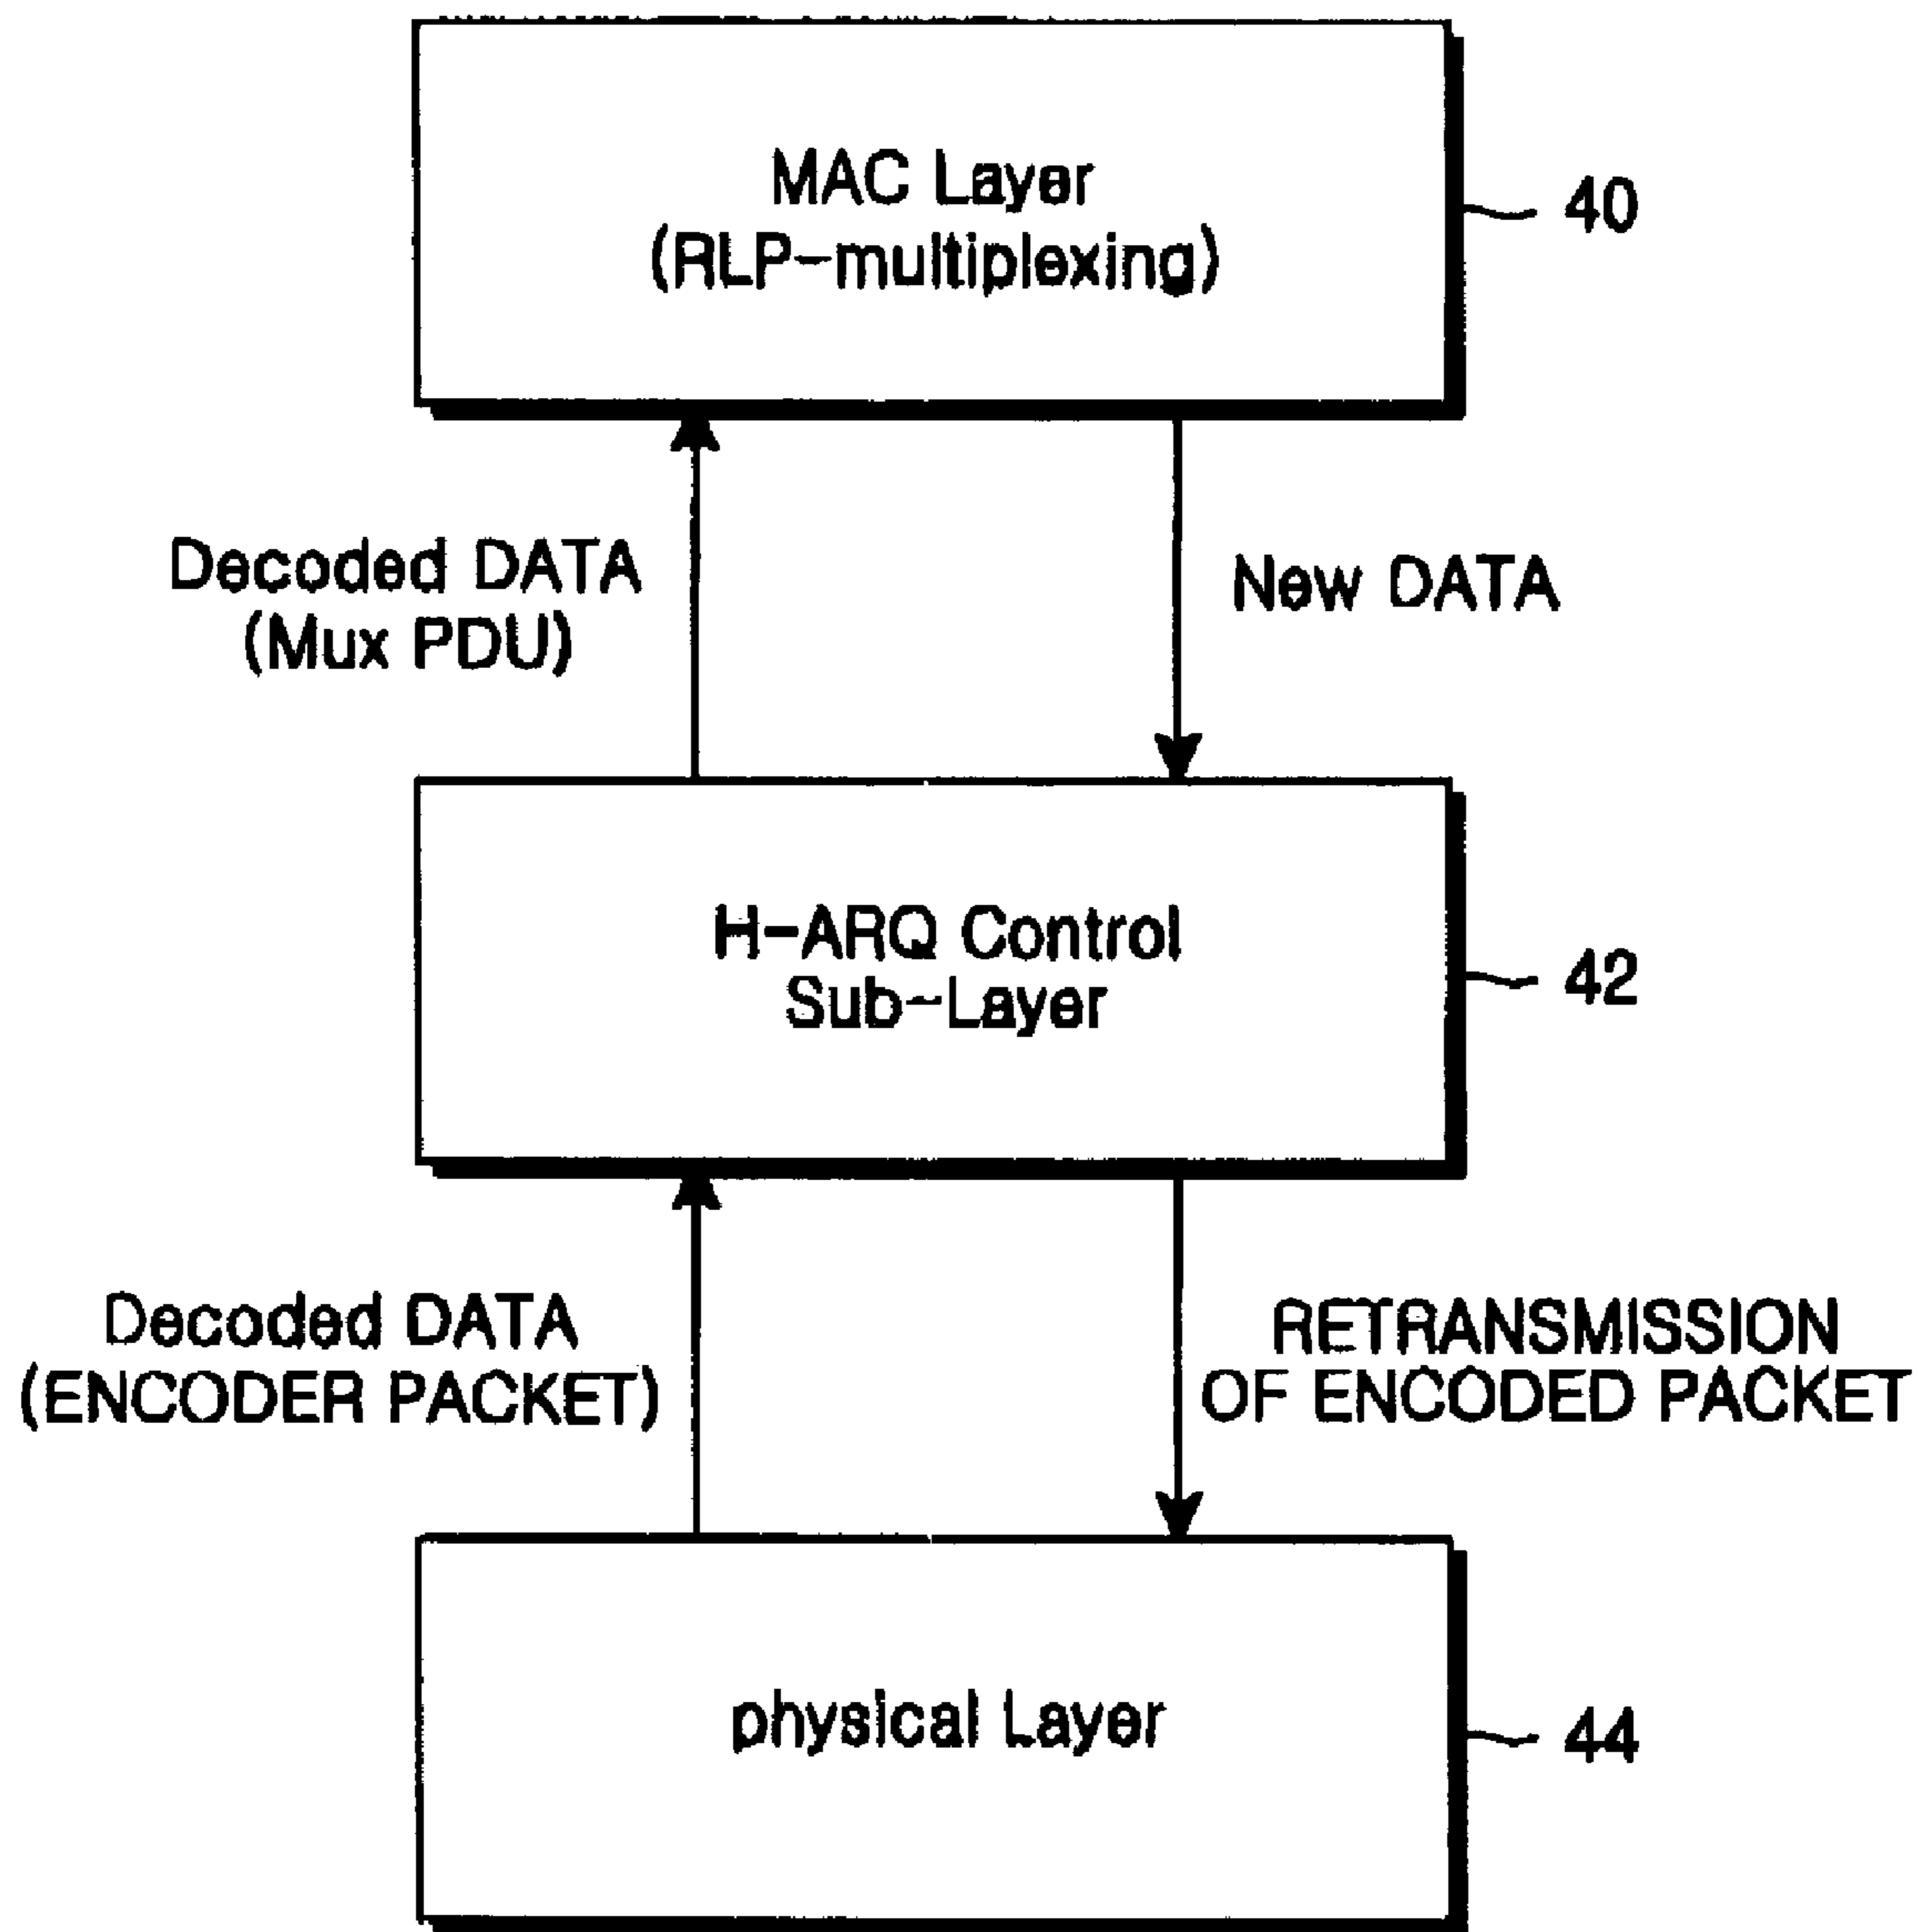 MAC Layer
(RLP-multiplexing)
40
Decoded DATA
(Mux PDU)
New DATA
H-ARQ Control
Sub-Layer
42
Decoded DATA
(ENCODER PACKET)
RETRANSMISSION
OF ENCODED PACKET
physical Layer
44